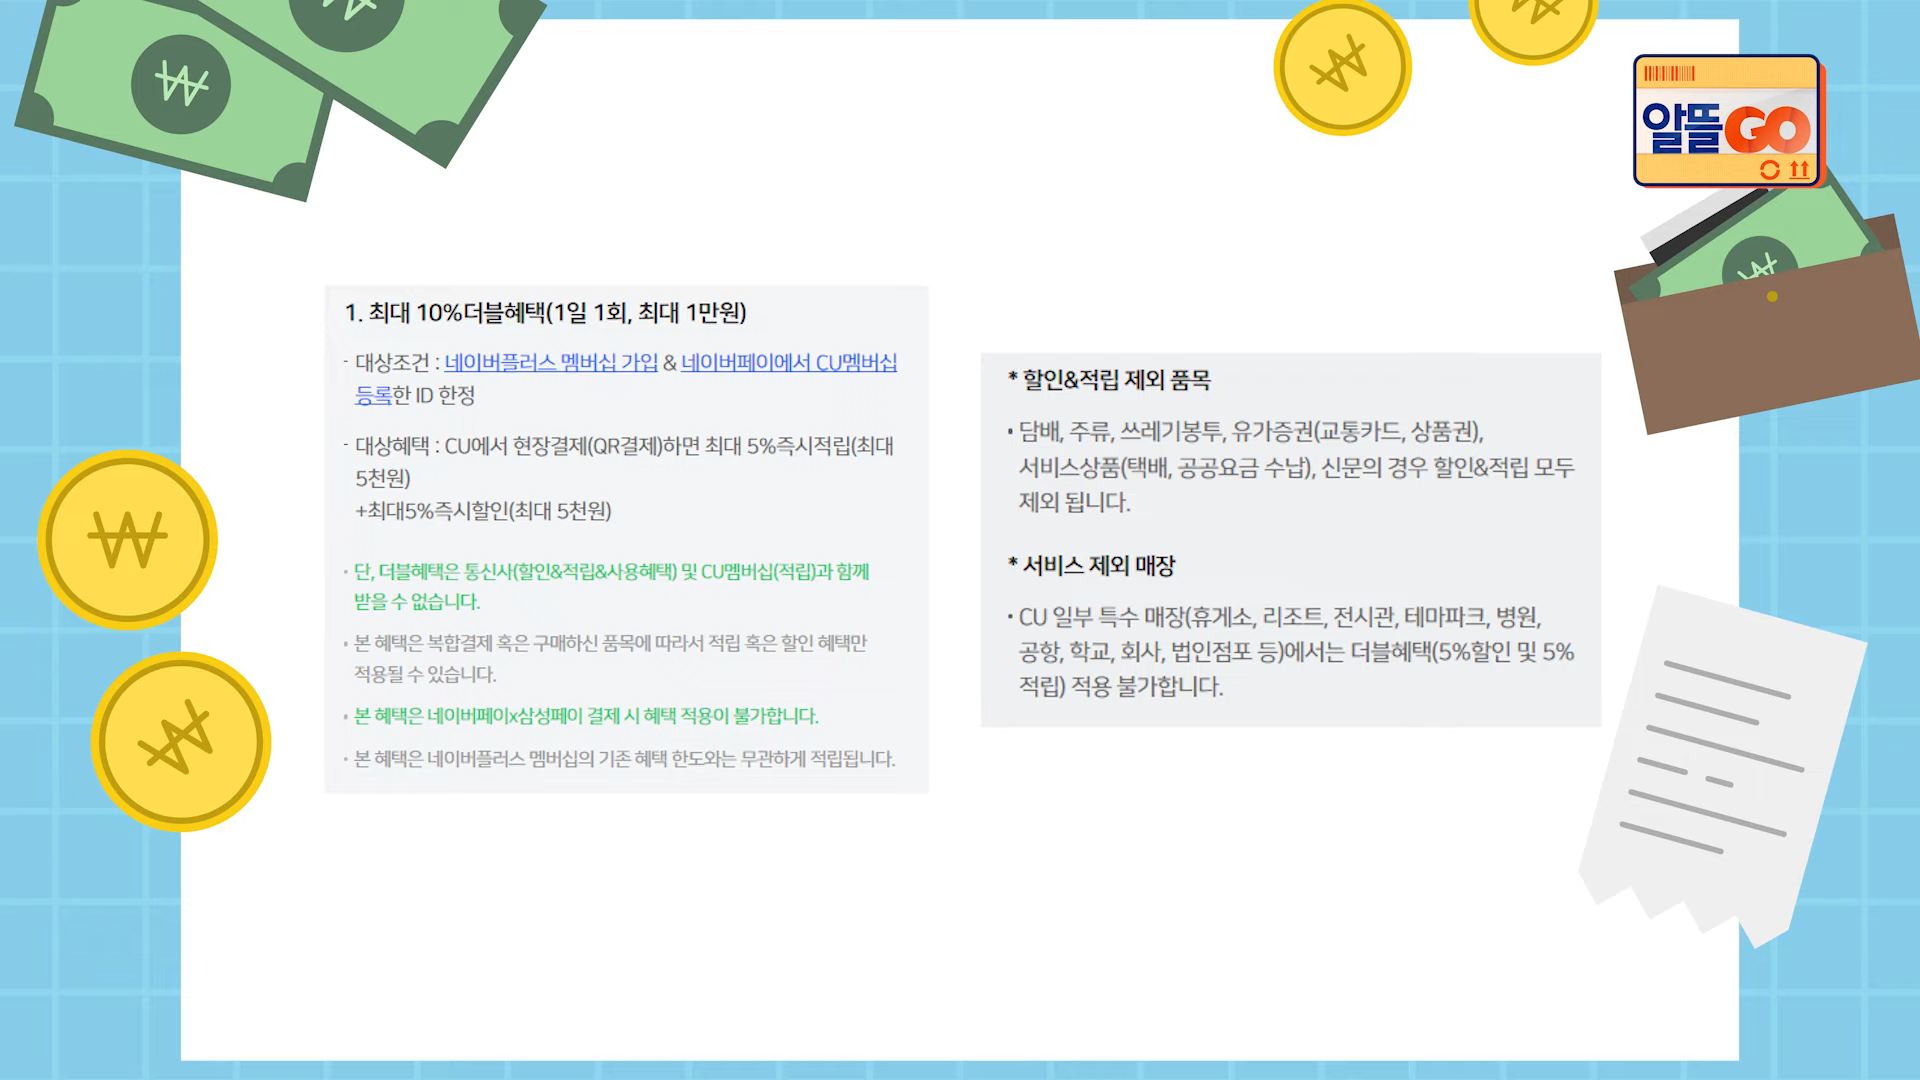 알뜰GO
1. 최대 10%더블혜택(1일 1회, 최대 1만원)
- 대상조건 : 네이버플러스 멤버십 가입 & 네이버페이에서 CU멤버십
등록한 ID 한정
- 대상혜택 : CU에서 현장결제(QR결제)하면 최대 5%즉시적립(최대
5천원)
+최대5%즉시할인(최대 5천원)
• 단, 더블혜택은 통신사(할인&적립&사용혜택) 및 CU멤버십(적립)과 함께
받을 수 없습니다.
• 본 혜택은 복합결제 혹은 구매하신 품목에 따라서 적립 혹은 할인 혜택만
적용될 수 있습니다.
• 본 혜택은 네이버페이x삼성페이 결제 시 혜택 적용이 불가합니다.
• 본 혜택은 네이버플러스 멤버십의 기존 혜택 한도와는 무관하게 적립됩니다.
* 할인&적립 제외 품목
• 담배, 주류, 쓰레기봉투, 유가증권(교통카드, 상품권),
서비스상품(택배, 공공요금 수납), 신문의 경우 할인&적립 모두
제외 됩니다.
* 서비스 제외 매장
• CU 일부 특수 매장(휴게소, 리조트, 전시관, 테마파크, 병원,
공항, 학교, 회사, 법인점포 등)에서는 더블혜택(5%할인 및 5%
적립) 적용 불가합니다.